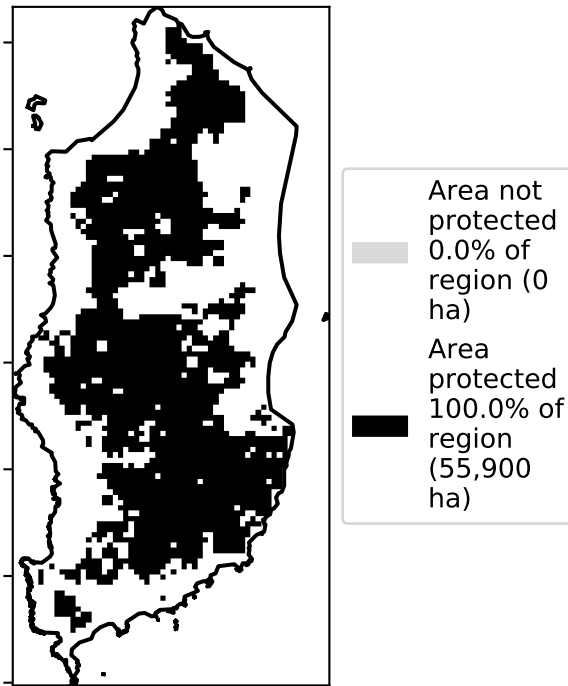 Area not
protected
0.0% of
region (0
ha)
Area
protected
100.0% of
region
(55,900
ha)